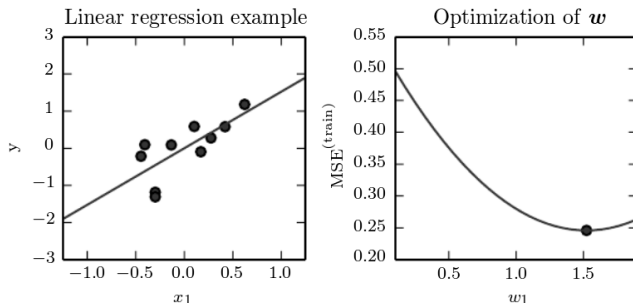 Linear regression example
3
2
1
0
−1
−2
−3
y
−1.0 −0.5 0.0 0.5 1.0
x1
Optimization of w
0.55
0.50
0.45
0.40
0.35
0.30
0.25
0.20
MSE(train)
0.5 1.0 1.5
w1